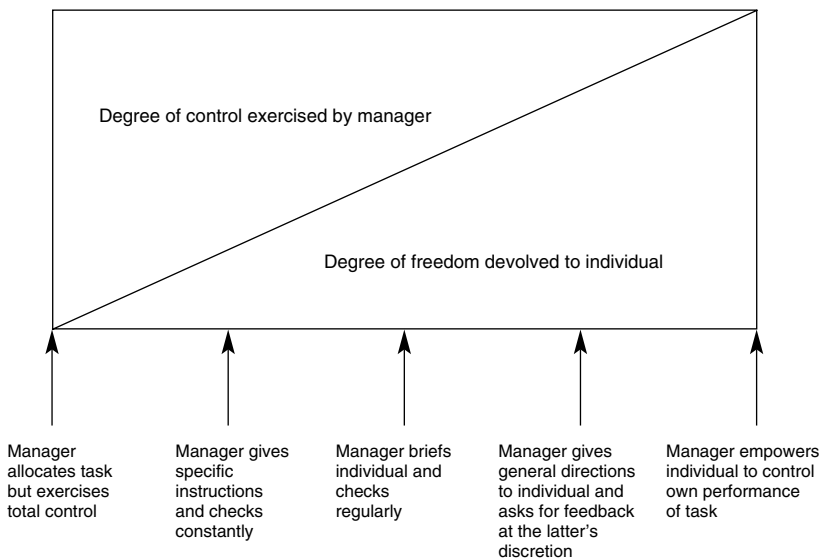 Degree of control exercised by manager
Degree of freedom devolved to individual
Manager
allocates task
but exercises
total control
Manager gives
specific
instructions
and checks
constantly
Manager briefs
individual and
checks
regularly
Manager gives
general directions
to individual and
asks for feedback
at the latter's
discretion
Manager empowers
individual to control
own performance
of task